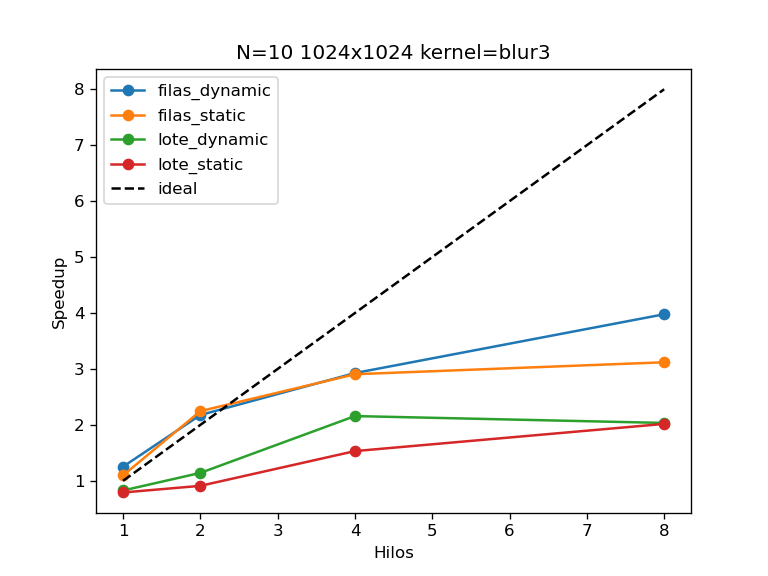 N=10 1024x1024 kernel=blur3
filas_dynamic
filas_static
lote_dynamic
lote_static
ideal
Speedup
8
7
6
5
4
3
2
1
1 2 3 4 5 6 7 8
Hilos